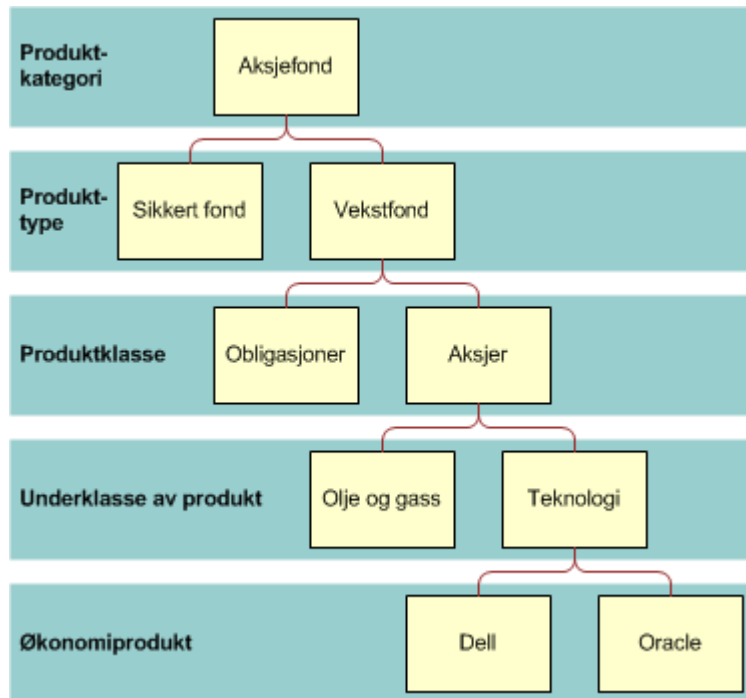 Produkt-
kategori
Aksjefond
Produkt-
type
Sikkert fond
Vekstfond
Produktklasse
Obligasjoner
Aksjer
Underklasse av produkt
Olje og gass
Teknologi
Økonomiprodukt
Dell
Oracle